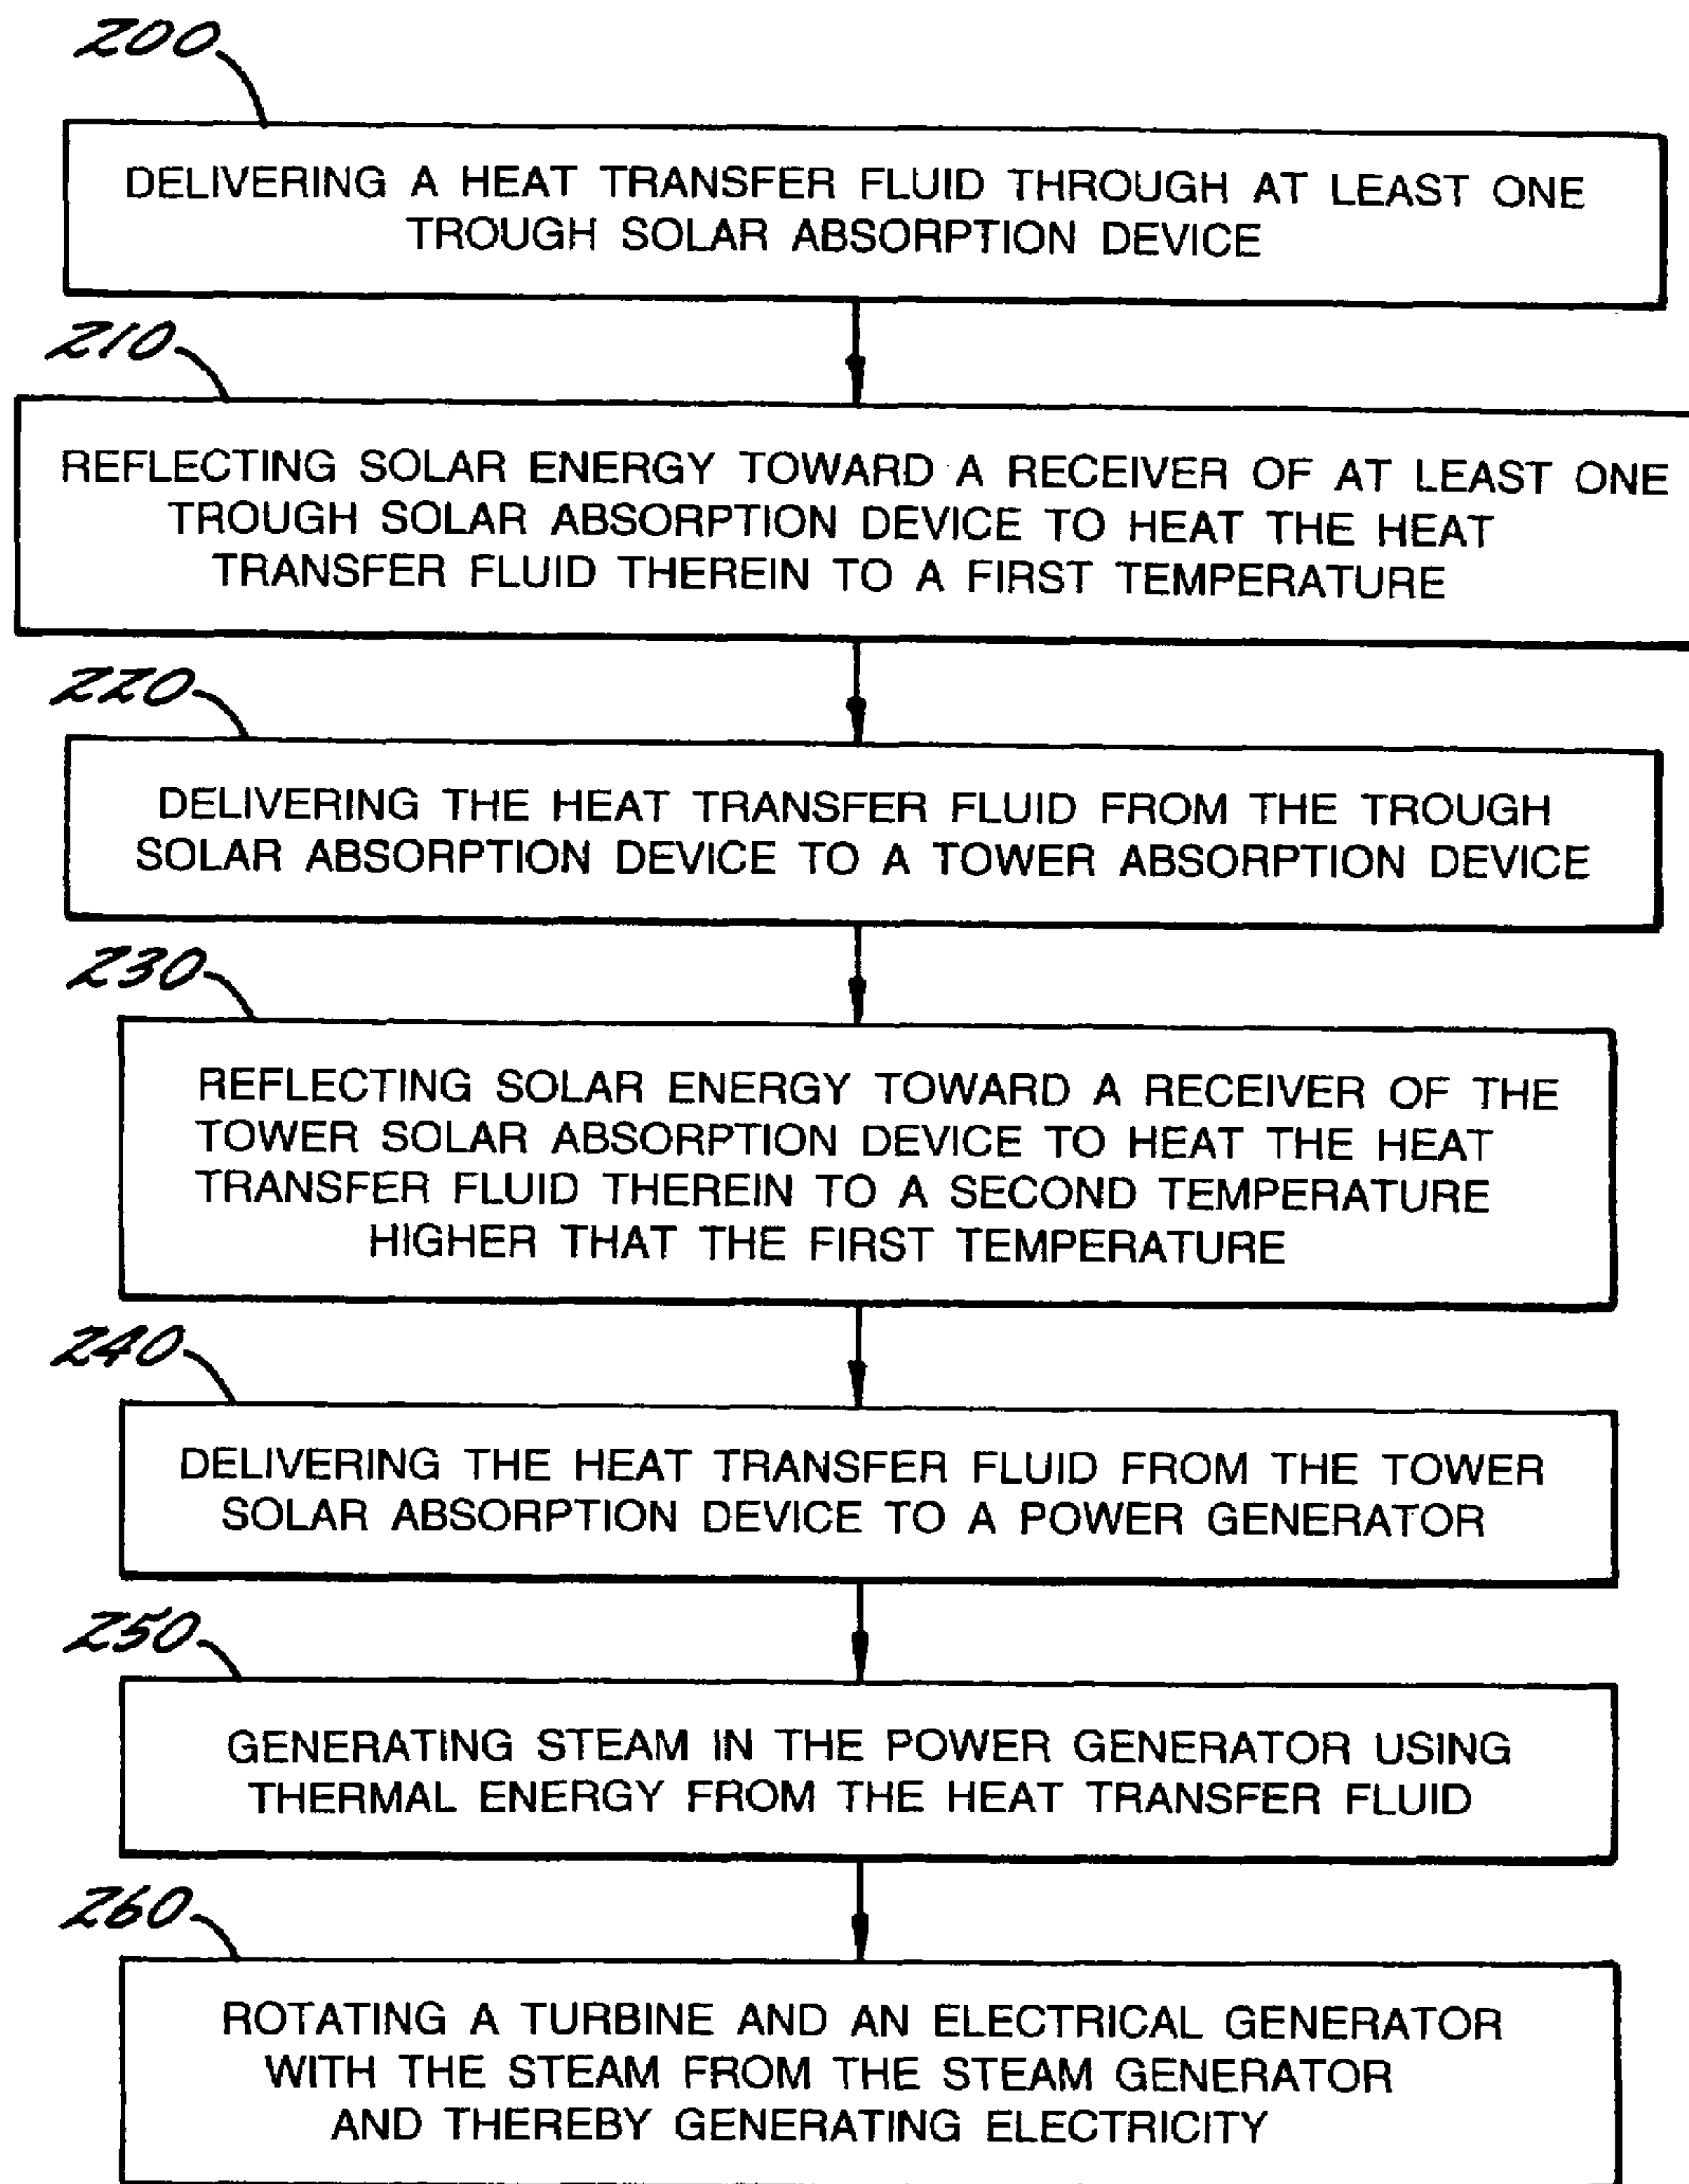 200
DELIVERING A HEAT TRANSFER FLUID THROUGH AT LEAST ONE
TROUGH SOLAR ABSORPTION DEVICE
210
REFLECTING SOLAR ENERGY TOWARD A RECEIVER OF AT LEAST ONE
TROUGH SOLAR ABSORPTION DEVICE TO HEAT THE HEAT
TRANSFER FLUID THEREIN TO A FIRST TEMPERATURE
220
DELIVERING THE HEAT TRANSFER FLUID FROM THE TROUGH
SOLAR ABSORPTION DEVICE TO A TOWER ABSORPTION DEVICE
230
REFLECTING SOLAR ENERGY TOWARD A RECEIVER OF THE
TOWER SOLAR ABSORPTION DEVICE TO HEAT THE HEAT
TRANSFER FLUID THEREIN TO A SECOND TEMPERATURE
HIGHER THAT THE FIRST TEMPERATURE
240
DELIVERING THE HEAT TRANSFER FLUID FROM THE TOWER
SOLAR ABSORPTION DEVICE TO A POWER GENERATOR
250
GENERATING STEAM IN THE POWER GENERATOR USING
THERMAL ENERGY FROM THE HEAT TRANSFER FLUID
260
ROTATING A TURBINE AND AN ELECTRICAL GENERATOR
WITH THE STEAM FROM THE STEAM GENERATOR
AND THEREBY GENERATING ELECTRICITY